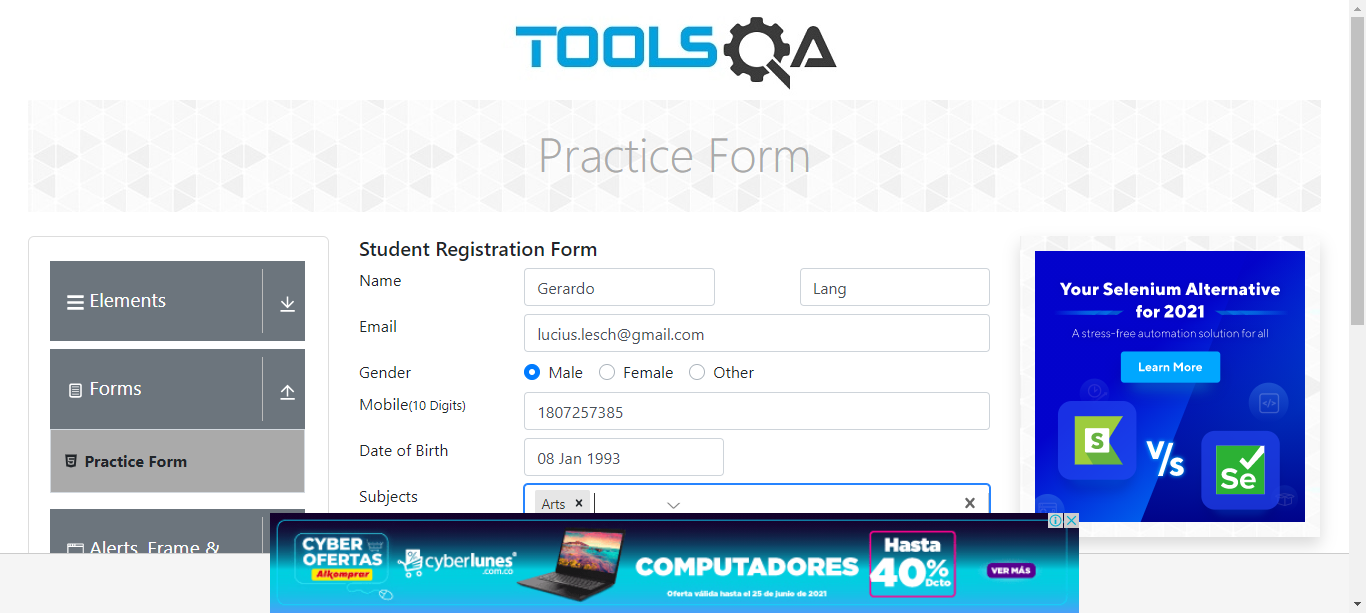 TOOLSQA
Practice Form
Elements
Forms
Practice Form
Alerts, Frame &
Student Registration Form
Name
Gerardo
Lang
Email
lucius.lesch@gmail.com
Gender
Male
Female
Other
Mobile(10 Digits)
1807257385
Date of Birth
08 Jan 1993
Subjects
Arts
Your Selenium Alternative
for 2021
A stress-free automation solution for all
Learn More
S
V/s
Se
CYBER
OFERTAS
Alkomprar
cyberlunes®
.com.co
COMPUTADORES
Oferta válida hasta el 25 de junio de 2021
Hasta
40%
Dcto
VER MÁS